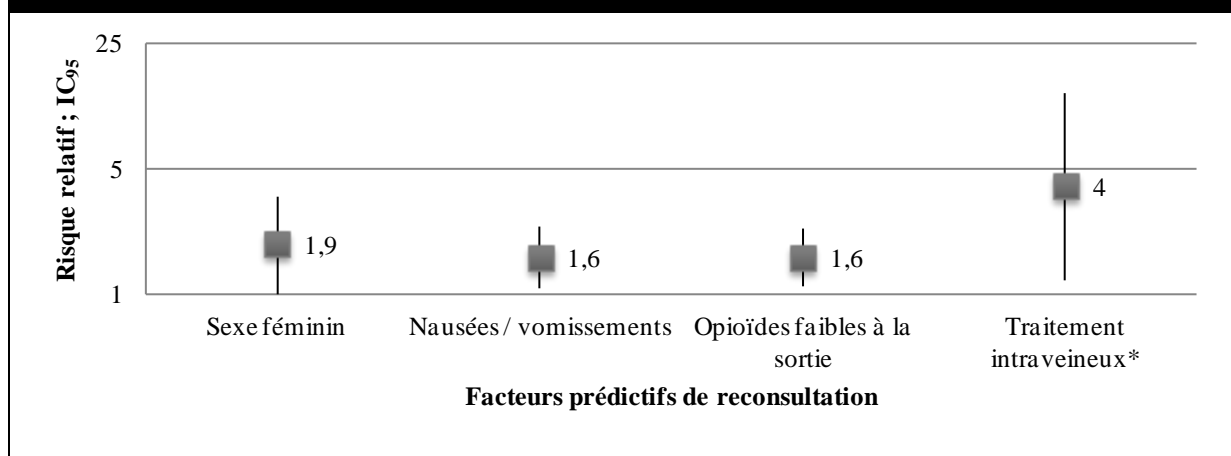 25
Risque relatif ; IC95
5
1
1,9
1,6
1,6
4
Sexe féminin
Nausées / vomissements
Opioïdes faibles à la
sortie
Traitement
intraveineux*
Facteurs prédictifs de reconsultation